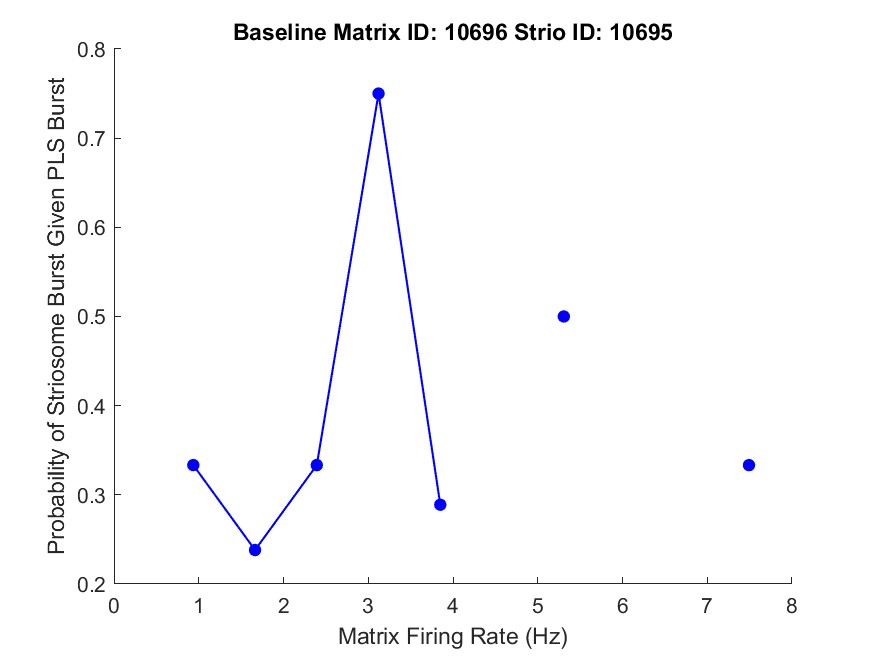 Baseline Matrix ID: 10696 Strio ID: 10695
Probability of Striosome Burst Given PLS Burst
0.8
0.7
0.6
0.5
0.4
0.3
0.2
0 1 2 3 4 5 6 7 8
Matrix Firing Rate (Hz)